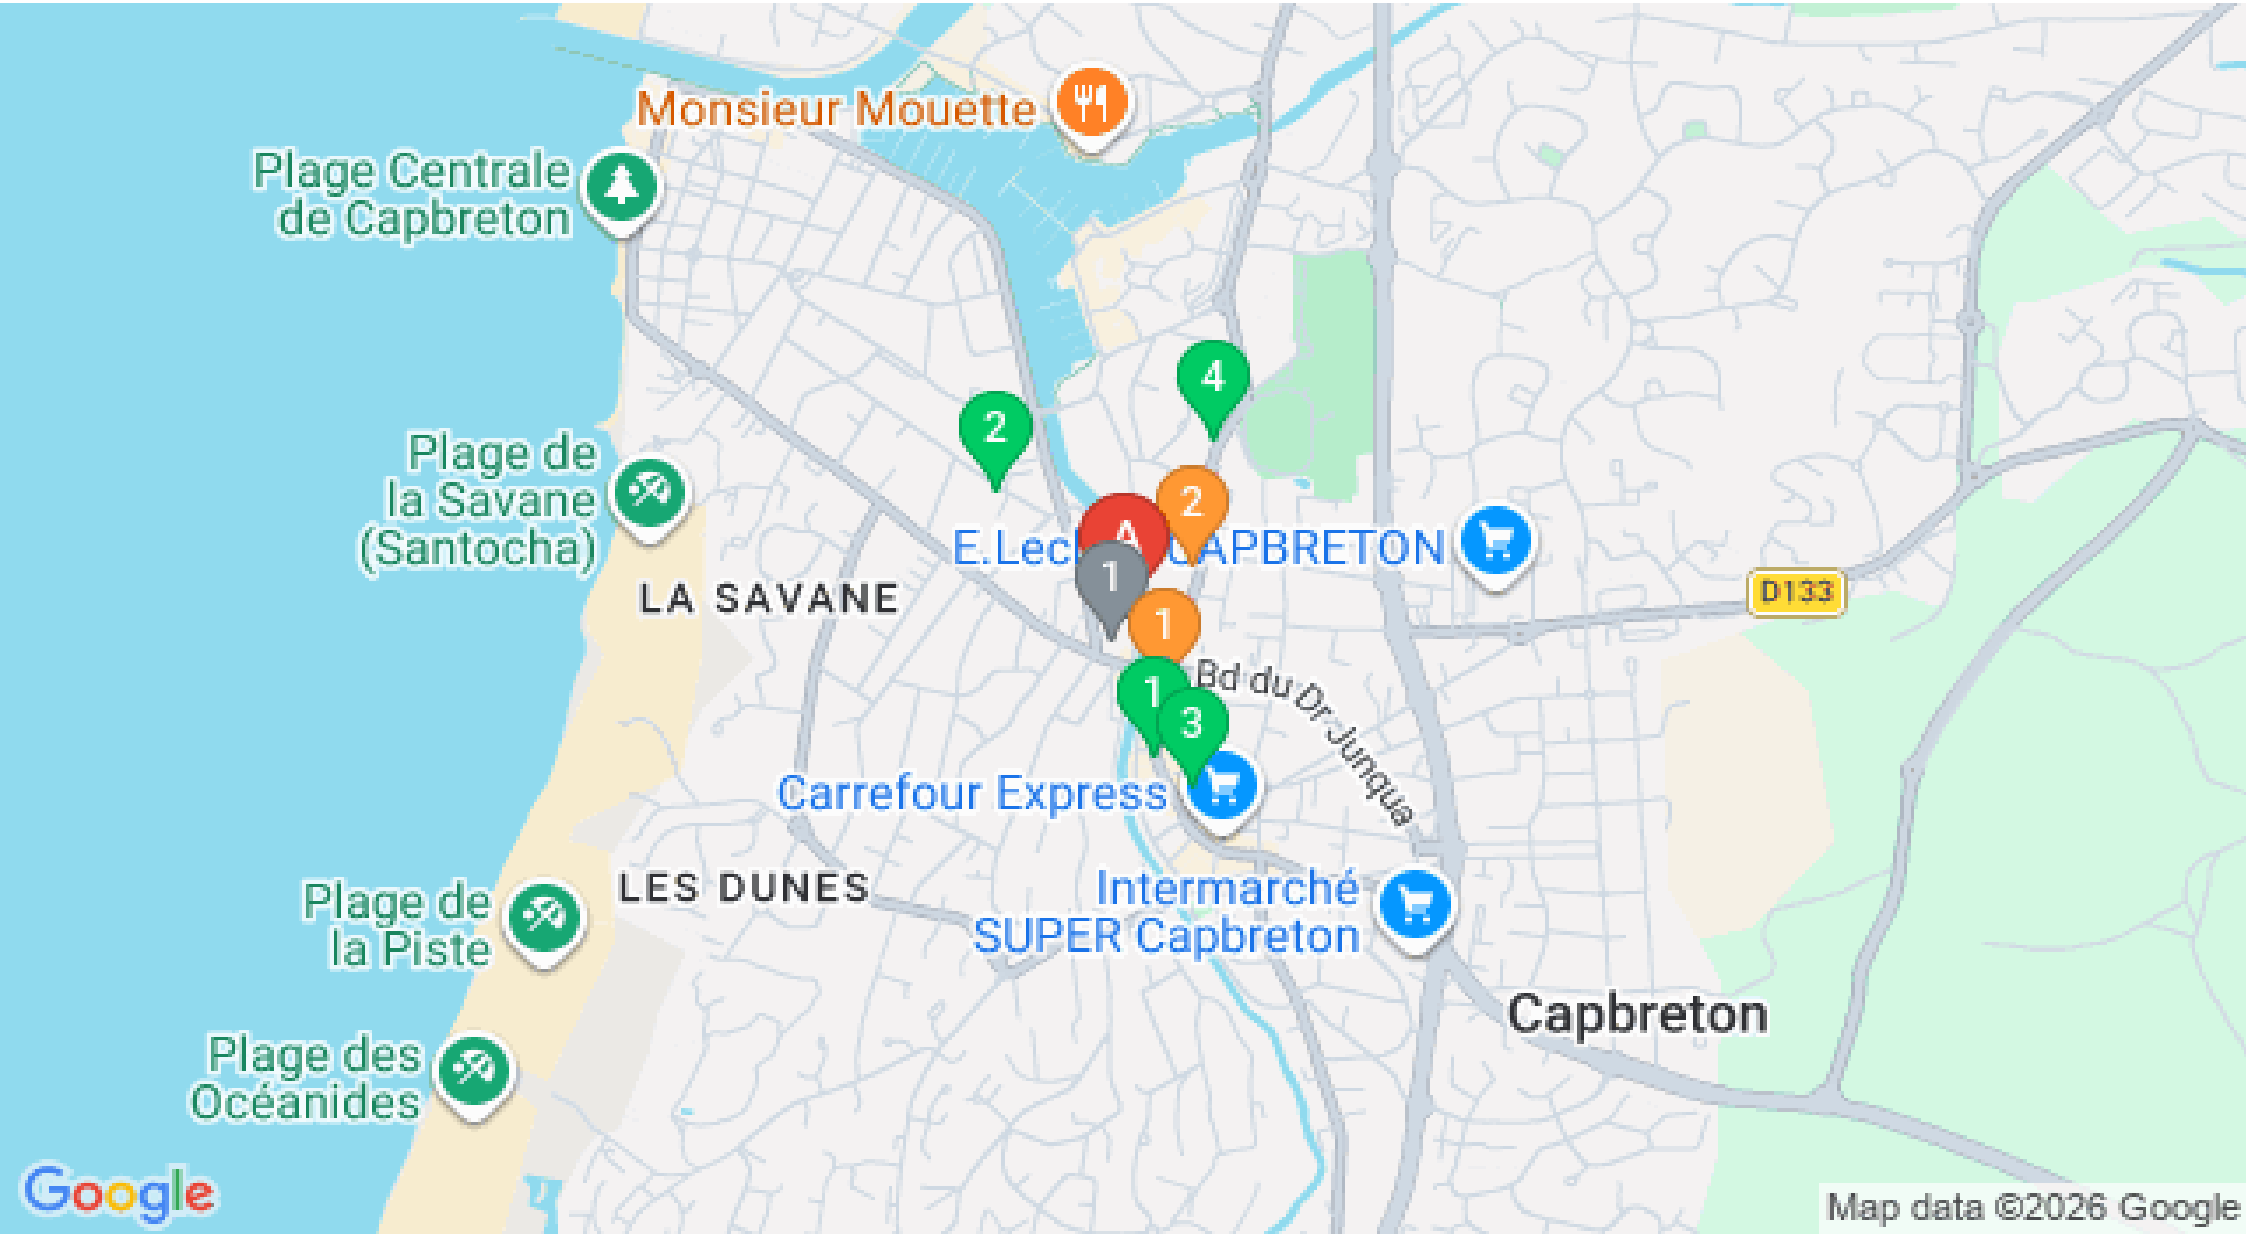 Monsieur Mouette
Plage Centrale
de Capbreton
4
2
2
Plage de
la Savane
(Santocha)
A
E.Lec
CAPBRETON
1
D133
LA SAVANE
1
Bd du Dr Junqua
1
3
Carrefour Express
LES DUNES
Intermarché
SUPER Capbreton
Plage de
la Piste
Capbreton
Plage des
Océanides
Google
Map data ©2026 Google